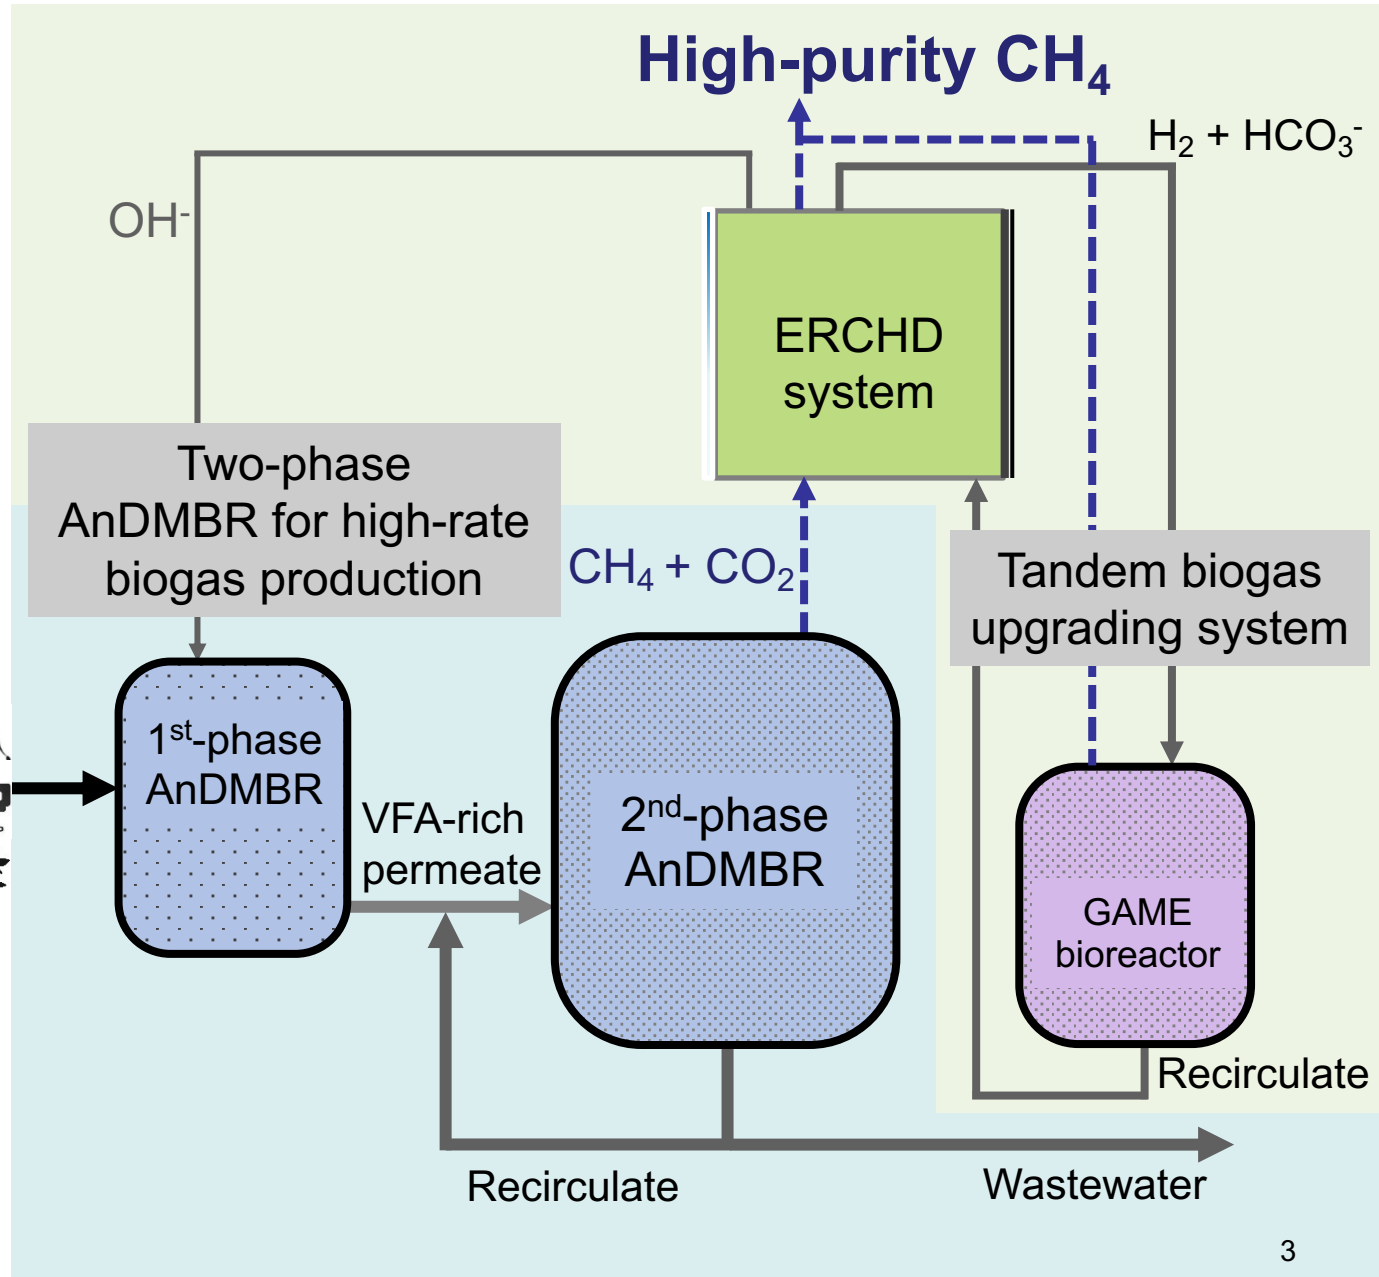 High-purity CH₄
H₂ + HCO₃⁻
OH⁻
ERCHD
system
Two-phase
AnDMBR for high-rate
biogas production
CH₄ + CO₂
Tandem biogas
upgrading system
1ˢᵗ-phase
AnDMBR
VFA-rich
permeate
2ⁿᵈ-phase
AnDMBR
GAME
bioreactor
Recirculate
Recirculate
Wastewater
3